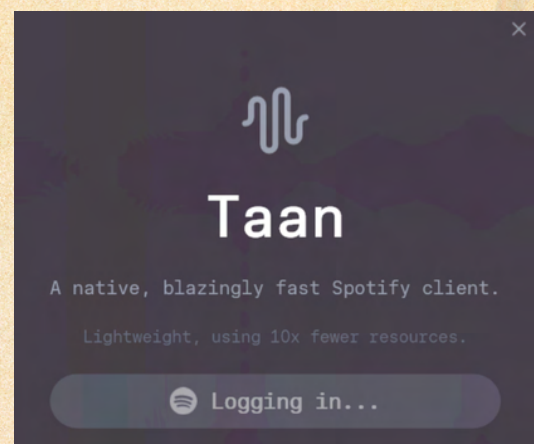 Taan
A native, blazingly fast Spotify client.
Lightweight, using 10x fewer resources.
Logging in...